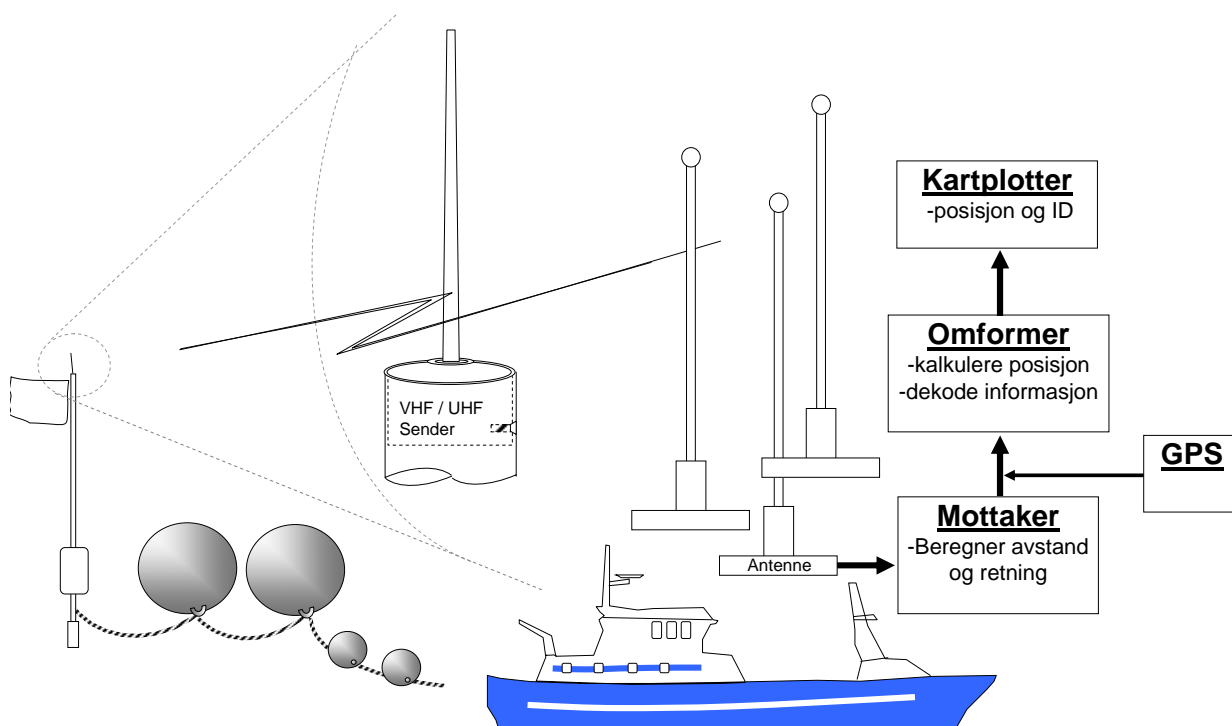 Kartplotter
-posisjon og ID
Omformer
-kalkulere posisjon
-dekode informasjon
VHF / UHF
Sender
GPS
Mottaker
-Beregner avstand
og retning
Antenne